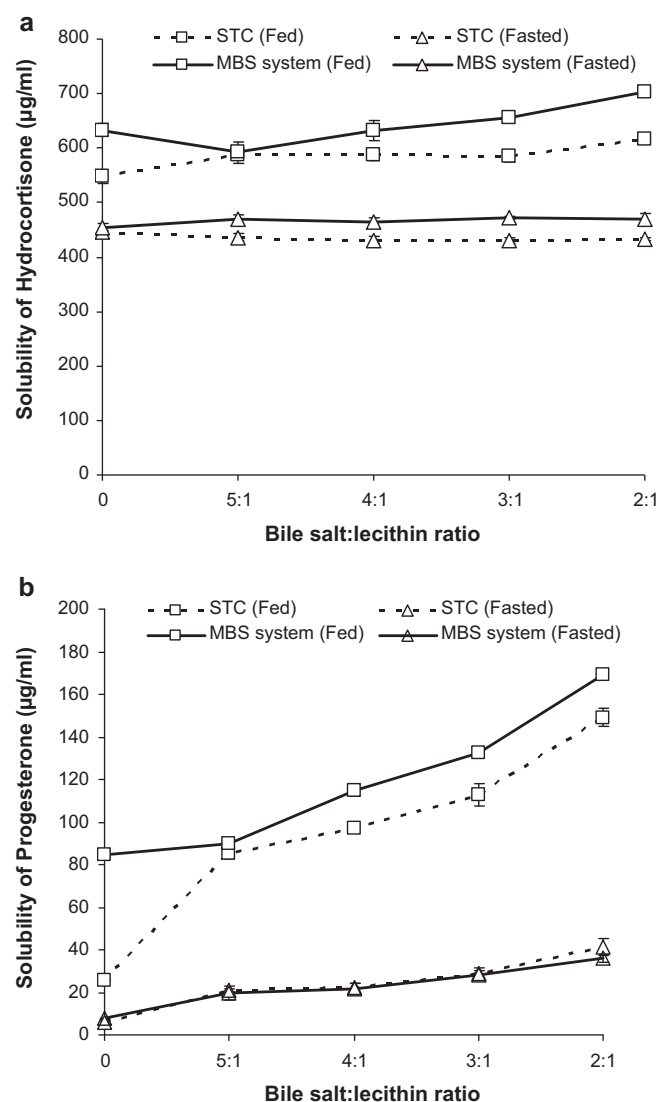 a
STC (Fed) STC (Fasted)
MBS system (Fed) MBS system (Fasted)
Solubility of Hydrocortisone (µg/ml)
800
700
600
500
400
300
200
100
0
0 5:1 4:1 3:1 2:1
Bile salt:lecithin ratio
b
STC (Fed) STC (Fasted)
MBS system (Fed) MBS system (Fasted)
Solubility of Progesterone (µg/ml)
200
180
160
140
120
100
80
60
40
20
0
0 5:1 4:1 3:1 2:1
Bile salt:lecithin ratio